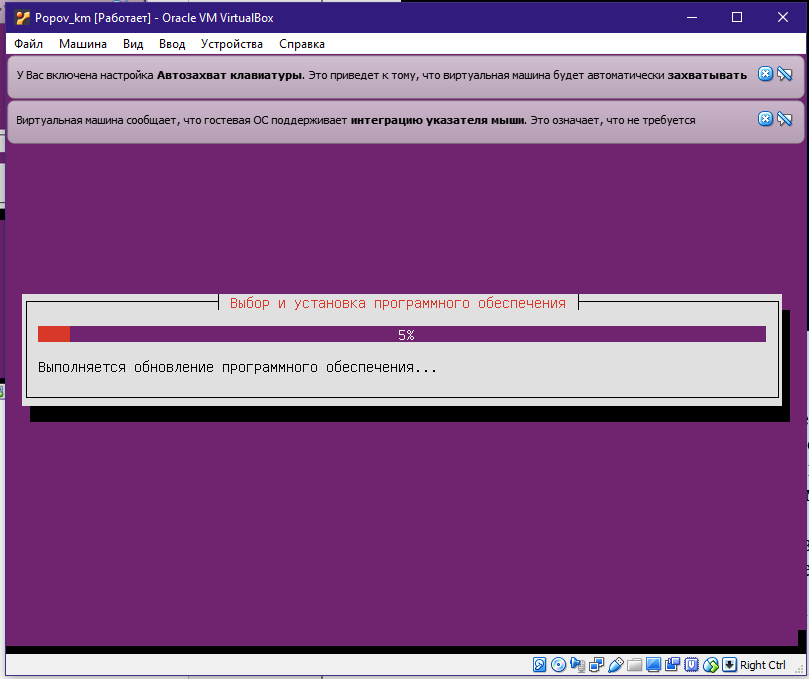 Popov_km [Работает] - Oracle VM VirtualBox
Файл Машина Вид Ввод Устройства Справка
У Вас включена настройка Автозахват клавиатуры. Это приведет к тому, что виртуальная машина будет автоматически захватывать
Виртуальная машина сообщает, что гостевая ОС поддерживает интеграцию указателя мыши. Это означает, что не требуется
Выбор и установка программного обеспечения
5%
Выполняется обновление программного обеспечения...
Right Ctrl